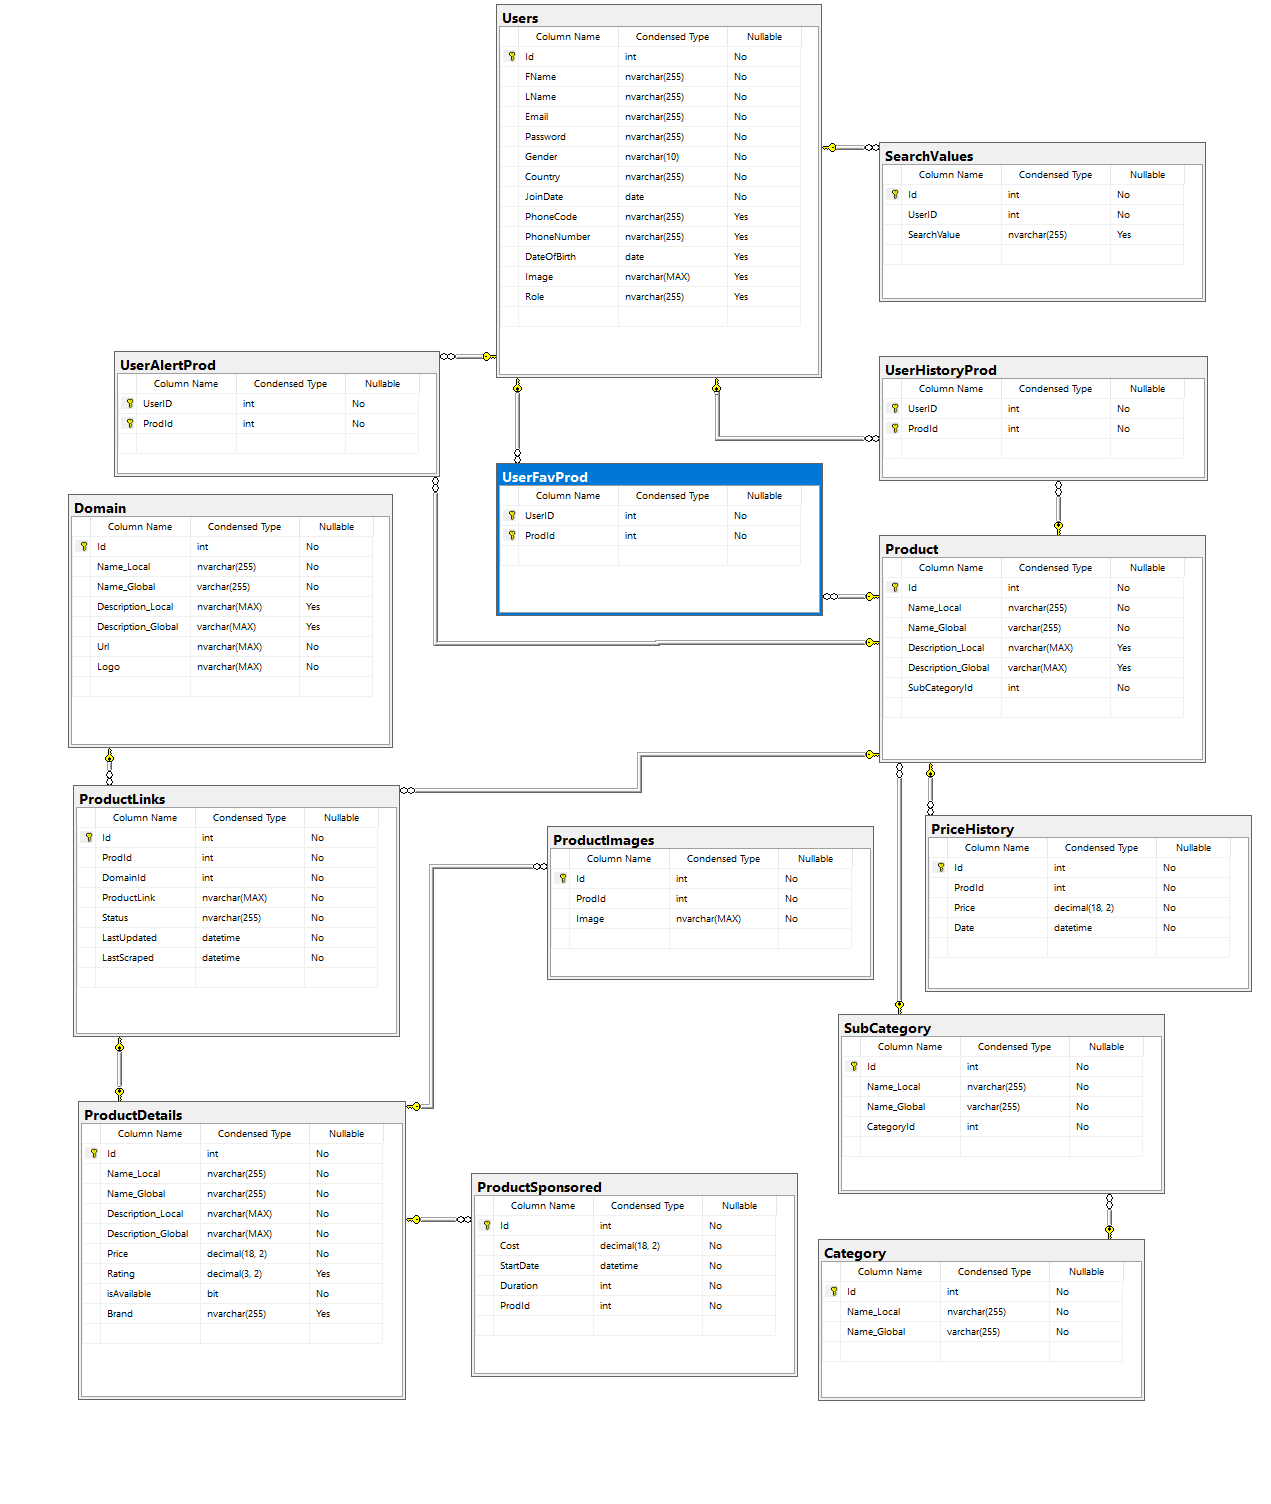 Users
Column Name Condensed Type Nullable
Id int No
FName nvarchar(255) No
LName nvarchar(255) No
Email nvarchar(255) No
Password nvarchar(255) No
Gender nvarchar(10) No
Country nvarchar(255) No
JoinDate date No
PhoneCode nvarchar(255) Yes
PhoneNumber nvarchar(255) Yes
DateOfBirth date Yes
Image nvarchar(MAX) Yes
Role nvarchar(255) Yes
SearchValues
Column Name Condensed Type Nullable
Id int No
UserID int No
SearchValue nvarchar(255) Yes
UserAlertProd
Column Name Condensed Type Nullable
UserID int No
ProdId int No
UserHistoryProd
Column Name Condensed Type Nullable
UserID int No
ProdId int No
UserFavProd
Column Name Condensed Type Nullable
UserID int No
ProdId int No
Domain
Column Name Condensed Type Nullable
Id int No
Name_Local nvarchar(255) No
Name_Global varchar(255) No
Description_Local nvarchar(MAX) Yes
Description_Global varchar(MAX) Yes
Url nvarchar(MAX) No
Logo nvarchar(MAX) No
Product
Column Name Condensed Type Nullable
Id int No
Name_Local nvarchar(255) No
Name_Global varchar(255) No
Description_Local nvarchar(MAX) Yes
Description_Global varchar(MAX) Yes
SubCategoryId int No
ProductLinks
Column Name Condensed Type Nullable
Id int No
ProdId int No
DomainId int No
ProductLink nvarchar(MAX) No
Status nvarchar(255) No
LastUpdated datetime No
LastScraped datetime No
ProductImages
Column Name Condensed Type Nullable
Id int No
ProdId int No
Image nvarchar(MAX) No
PriceHistory
Column Name Condensed Type Nullable
Id int No
ProdId int No
Price decimal(18, 2) No
Date datetime No
SubCategory
Column Name Condensed Type Nullable
Id int No
Name_Local nvarchar(255) No
Name_Global varchar(255) No
CategoryId int No
ProductDetails
Column Name Condensed Type Nullable
Id int No
Name_Local nvarchar(255) No
Name_Global nvarchar(255) No
Description_Local nvarchar(MAX) No
Description_Global nvarchar(MAX) No
Price decimal(18, 2) No
Rating decimal(3, 2) Yes
isAvailable bit No
Brand nvarchar(255) Yes
ProductSponsored
Column Name Condensed Type Nullable
Id int No
Cost decimal(18, 2) No
StartDate datetime No
Duration int No
ProdId int No
Category
Column Name Condensed Type Nullable
Id int No
Name_Local nvarchar(255) No
Name_Global varchar(255) No